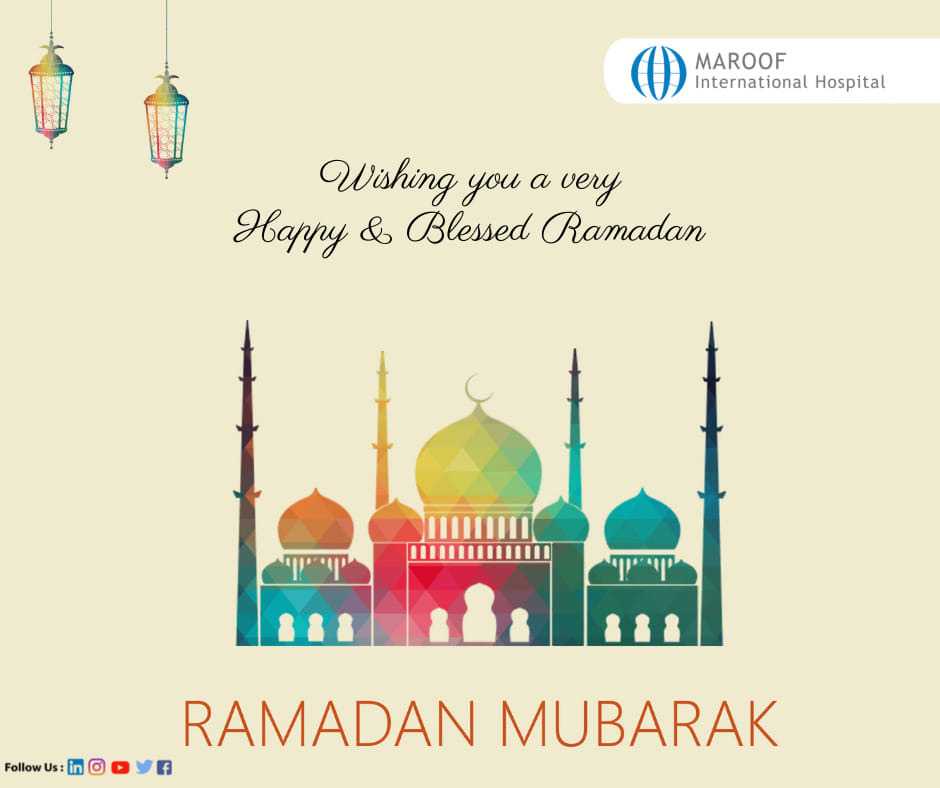 MAROOF
International Hospital
Wishing you a very
Happy & Blessed Ramadan
RAMADAN MUBARAK
Follow Us :